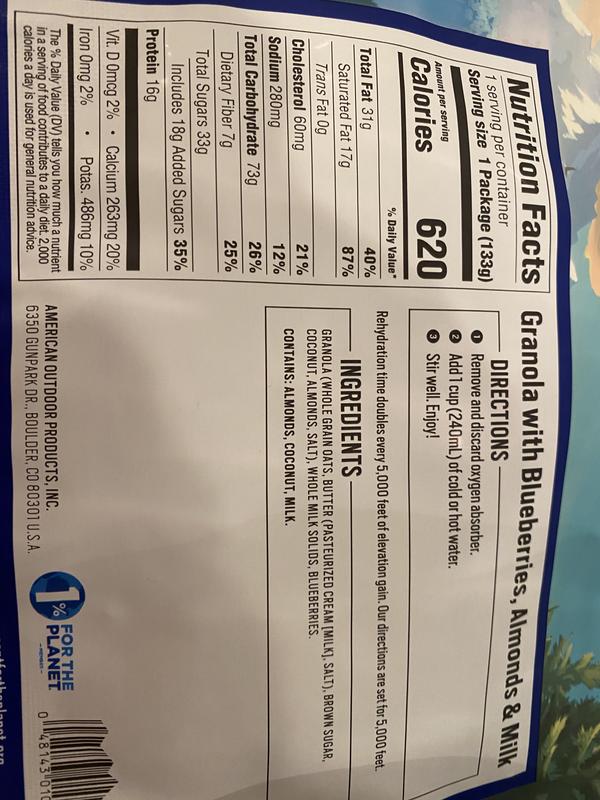 Nutrition Facts
1 serving per container
Serving size 1 Package (133g)
Amount per serving
Calories 620
% Daily Value*
Total Fat 31g 40%
Saturated Fat 17g 87%
Trans Fat 0g
Cholesterol 60mg 21%
Sodium 280mg 12%
Total Carbohydrate 73g 26%
Dietary Fiber 7g 25%
Total Sugars 33g
Includes 18g Added Sugars 35%
Protein 16g
Vit. D 0mcg 2% • Calcium 263mg 20%
Iron 0mg 2% • Potas. 486mg 10%
The % Daily Value (DV) tells you how much a nutrient
in a serving of food contributes to a daily diet. 2,000
calories a day is used for general nutrition advice.
Granola with Blueberries, Almonds & Milk
DIRECTIONS
1 Remove and discard oxygen absorber.
2 Add 1 cup (240mL) of cold or hot water.
3 Stir well. Enjoy!
Rehydration time doubles every 5,000 feet of elevation gain. Our directions are set for 5,000 feet.
INGREDIENTS
GRANOLA (WHOLE GRAIN OATS, BUTTER (PASTEURIZED CREAM [MILK], SALT), BROWN SUGAR,
COCONUT, ALMONDS, SALT), WHOLE MILK SOLIDS, BLUEBERRIES.
CONTAINS: ALMONDS, COCONUT, MILK.
AMERICAN OUTDOOR PRODUCTS, INC.
6350 GUNPARK DR., BOULDER, CO 80301 U.S.A.
1% FOR THE
PLANET
MEMBER
0 48143 010